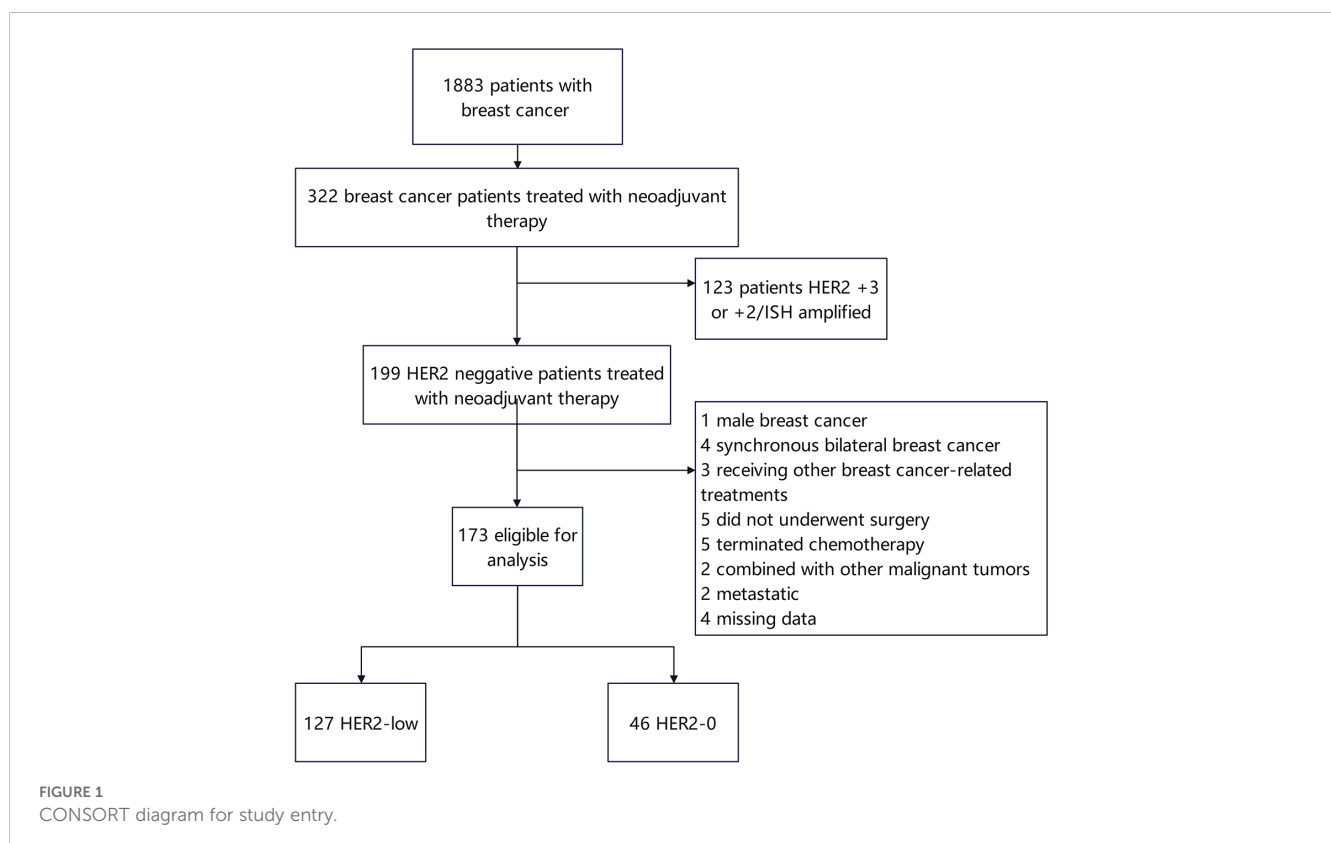 1883 patients with
breast cancer
322 breast cancer patients treated with neoadjuvant
therapy
123 patients HER2 +3
or +2/ISH amplified
199 HER2 neggative patients treated
with neoadjuvant therapy
1 male breast cancer
4 synchronous bilateral breast cancer
3 receiving other breast cancer-related
treatments
5 did not underwent surgery
5 terminated chemotherapy
2 combined with other malignant tumors
2 metastatic
4 missing data
173 eligible for
analysis
127 HER2-low
46 HER2-0
FIGURE 1
CONSORT diagram for study entry.